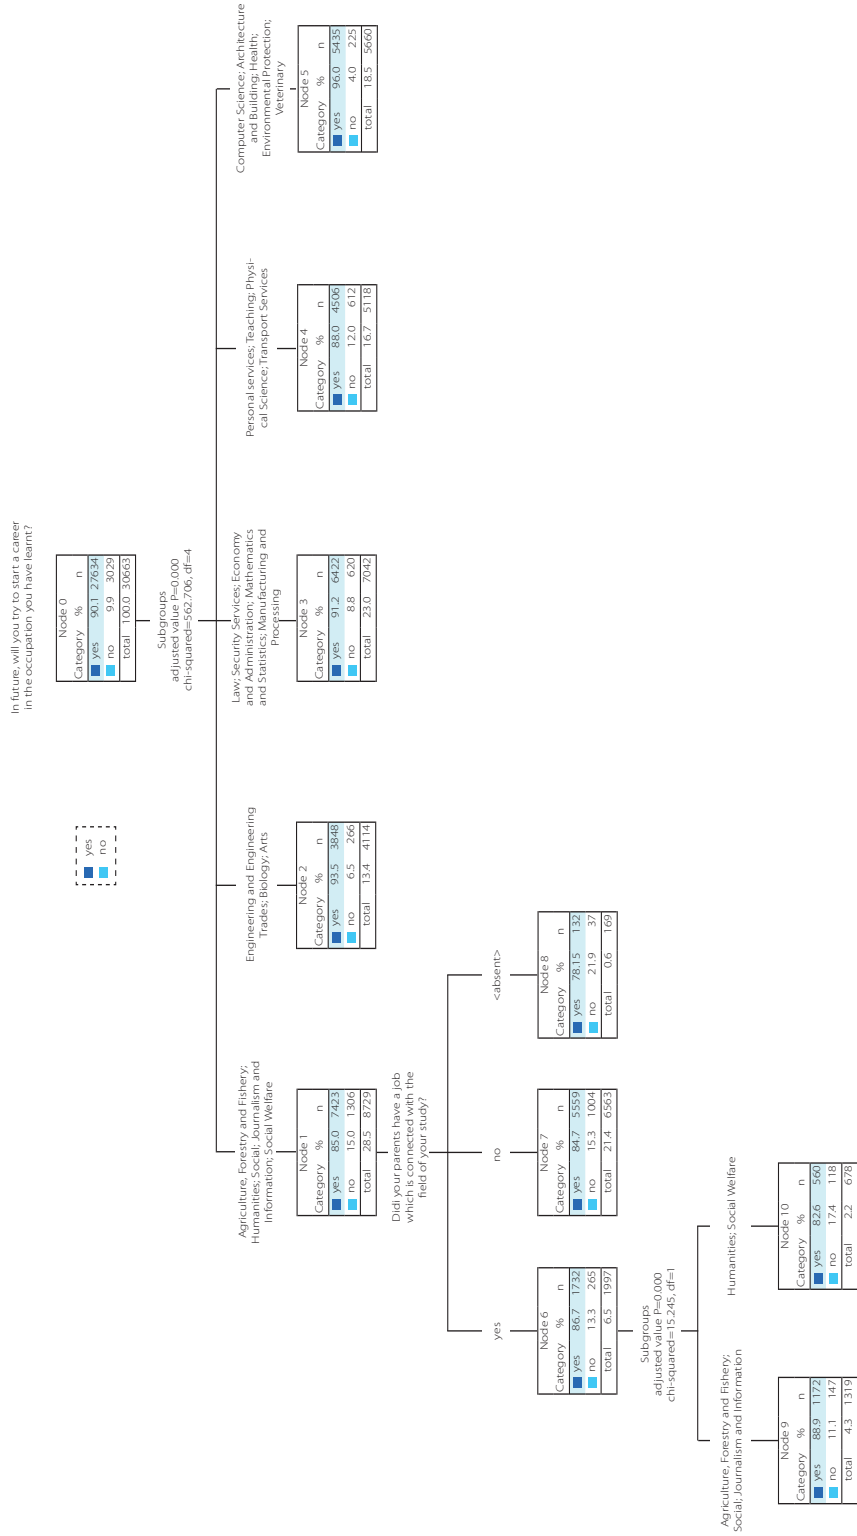 In future, will you try to start a career
in the occupation you have learnt?
yes
no
Node 0
Category % n
yes 90.1 27634
no 9.9 3029
total 100.0 30663
Subgroups
adjusted value P=0.000
chi-squared=562.706, df=4
Agriculture, Forestry and Fishery;
Humanities; Social; Journalism and
Information; Social Welfare
Node 1
Category % n
yes 85.0 7423
no 15.0 1306
total 28.5 8729
Engineering and Engineering
Trades; Biology; Arts
Node 2
Category % n
yes 93.5 3848
no 6.5 266
total 13.4 4114
Law; Security Services; Economy
and Administration; Mathematics
and Statistics; Manufacturing and
Processing
Node 3
Category % n
yes 91.2 6422
no 8.8 620
total 23.0 7042
Personal services; Teaching; Physi-
cal Science; Transport Services
Node 4
Category % n
yes 88.0 4506
no 12.0 612
total 16.7 5118
Computer Science; Architecture
and Building; Health;
Environmental Protection;
Veterinary
Node 5
Category % n
yes 96.0 5435
no 4.0 225
total 18.5 5660
Didi your parents have a job
which is connected with the
field of your study?
yes
Node 6
Category % n
yes 86.7 1732
no 13.3 265
total 6.5 1997
no
Node 7
Category % n
yes 84.7 5559
no 15.3 1004
total 21.4 6563
<absent>
Node 8
Category % n
yes 78.15 132
no 21.9 37
total 0.6 169
Subgroups
adjusted value P=0.000
chi-squared=15.245, df=1
Agriculture, Forestry and Fishery;
Social; Journalism and Information
Node 9
Category % n
yes 88.9 1172
no 11.1 147
total 4.3 1319
Humanities; Social Welfare
Node 10
Category % n
yes 82.6 560
no 17.4 118
total 2.2 678